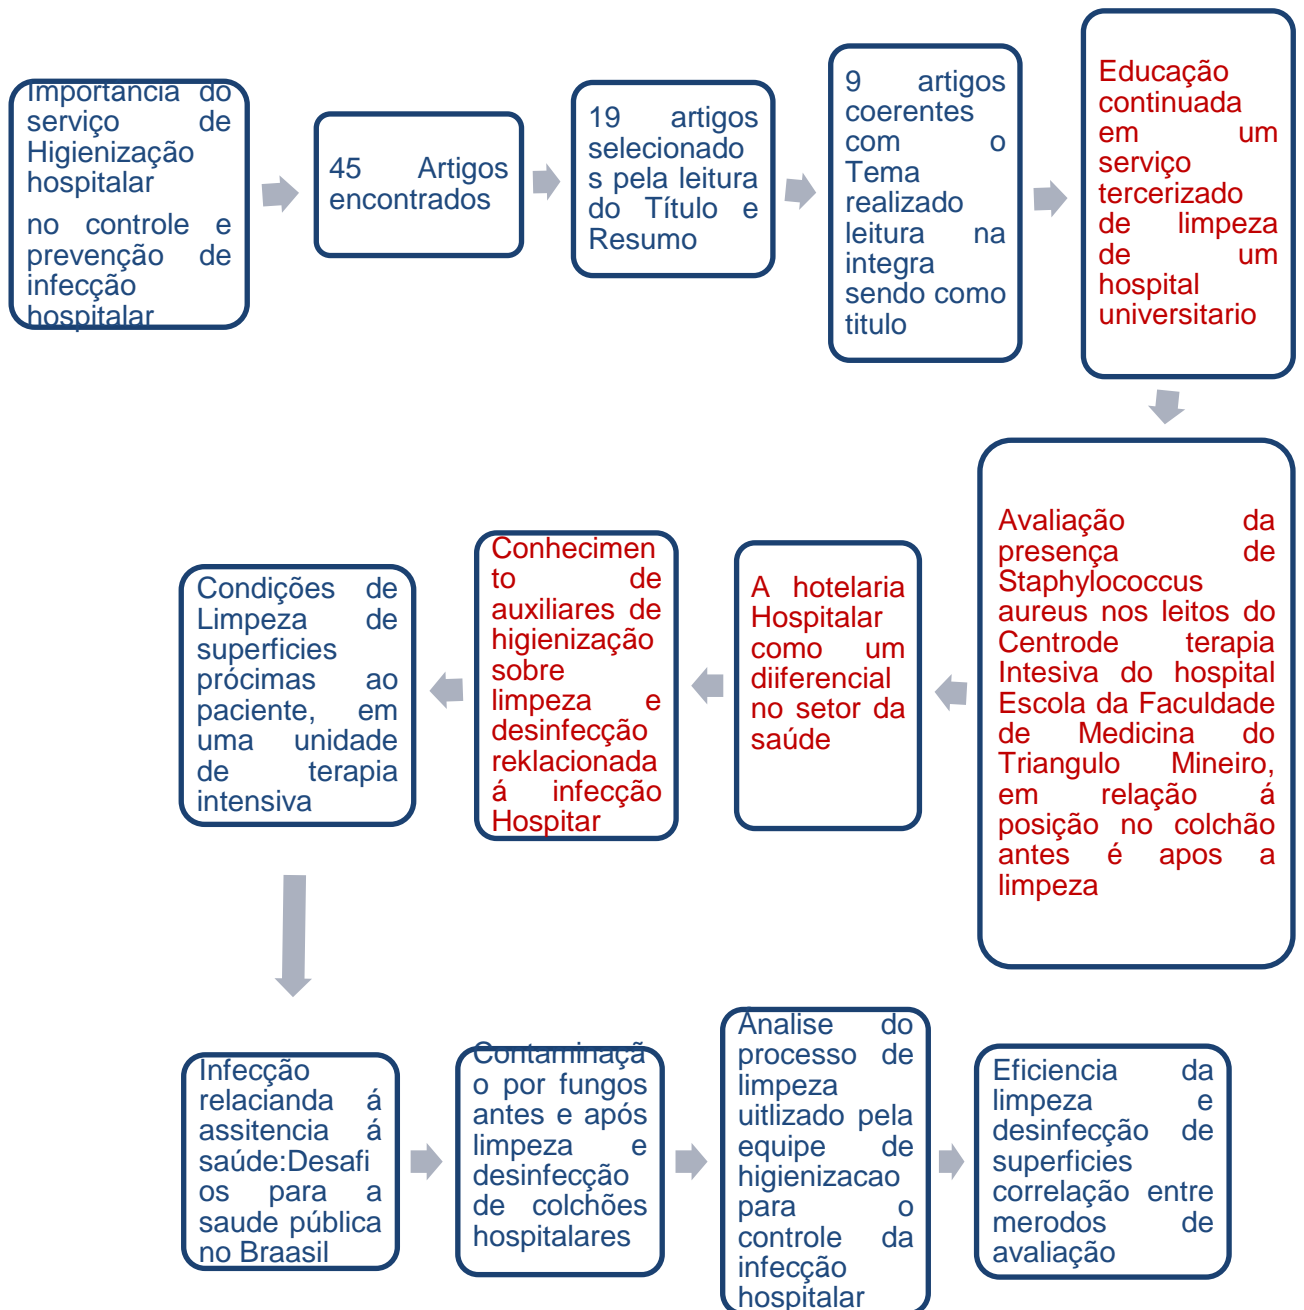 Importancia do
serviço de
Higienização
hospitalar
no controle e
prevenção de
infecção
hospitalar
45 Artigos
encontrados
19 artigos
selecionado
s pela leitura
do Título e
Resumo
9 artigos
coerentes
com o
Tema
realizado
leitura na
integra
sendo como
titulo
Educação
continuada
em um
serviço
tercerizado
de limpeza
de um
hospital
universitario
Avaliação da
presença de
Staphylococcus
aureus nos leitos do
Centrode terapia
Intesiva do hospital
Escola da Faculdade
de Medicina do
Triangulo Mineiro,
em relação á
posição no colchão
antes é apos a
limpeza
A hotelaria
Hospitalar
como um
diiferencial
no setor da
saúde
Conhecimen
to de
auxiliares de
higienização
sobre
limpeza e
desinfecção
reklacionada
á infecção
Hospitar
Condições de
Limpeza de
superficies
prócimas ao
paciente, em
uma unidade
de terapia
intensiva
Infecção
relacianda á
assitencia á
saúde:Desafi
os para a
saude pública
no Braasil
Contaminaçã
o por fungos
antes e após
limpeza e
desinfecção
de colchões
hospitalares
Ánalise do
processo de
limpeza
uitlizado pela
equipe de
higienizacao
para o
controle da
infecção
hospitalar
Eficiencia da
limpeza e
desinfecção de
superficies
correlação entre
merodos de
avaliação